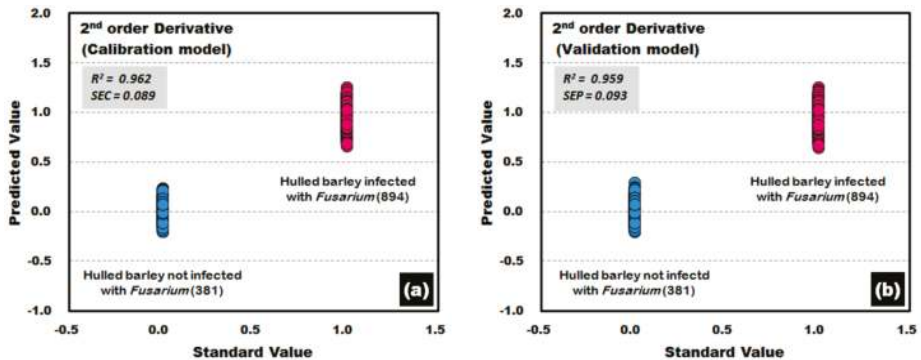 2nd order Derivative
(Calibration model)
R² = 0.962
SEC = 0.089
Hulled barley infected
with Fusarium (894)
Hulled barley not infected
with Fusarium (381)
(a)
2.0
1.5
1.0
0.5
0.0
-0.5
-1.0
-0.5
0.0
0.5
1.0
1.5
Predicted Value
Standard Value
2nd order Derivative
(Validation model)
R² = 0.959
SEP = 0.093
Hulled barley infected
with Fusarium (894)
Hulled barley not infectd
with Fusarium (381)
(b)
2.0
1.5
1.0
0.5
0.0
-0.5
-1.0
-0.5
0.0
0.5
1.0
1.5
Predicted Value
Standard Value